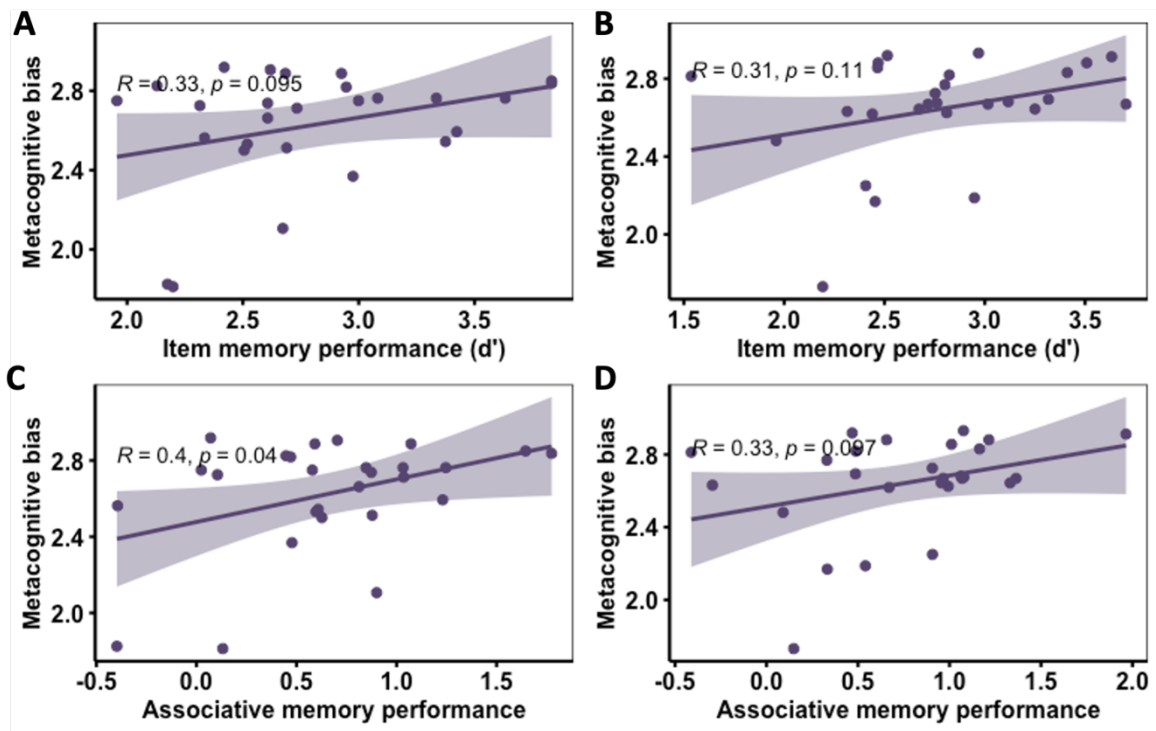 A
Metacognitive bias
2.8
2.4
2.0
R = 0.33, p = 0.095
2.0 2.5 3.0 3.5
Item memory performance (d')
B
Metacognitive bias
2.8
2.4
2.0
R = 0.31, p = 0.11
1.5 2.0 2.5 3.0 3.5
Item memory performance (d')
C
Metacognitive bias
2.8
2.4
2.0
R = 0.4, p = 0.04
-0.5 0.0 0.5 1.0 1.5
Associative memory performance
D
Metacognitive bias
2.8
2.4
2.0
R = 0.33, p = 0.097
-0.5 0.0 0.5 1.0 1.5 2.0
Associative memory performance